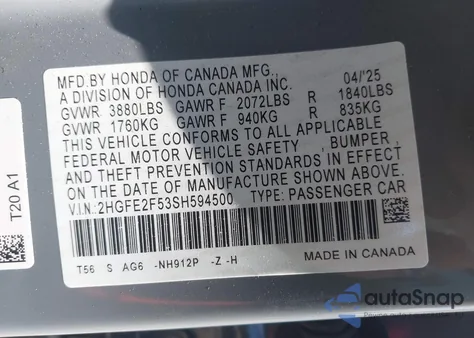 MFD.BY HONDA OF CANADA MFG., 04/'25
A DIVISION OF HONDA CANADA INC.
GVWR 3880LBS GAWR F 2072LBS R 1840LBS
GVWR 1760KG GAWR F 940KG R 835KG
THIS VEHICLE CONFORMS TO ALL APPLICABLE
FEDERAL MOTOR VEHICLE SAFETY, BUMPER,
AND THEFT PREVENTION STANDARDS IN EFFECT
ON THE DATE OF MANUFACTURE SHOWN ABOVE.
V.I.N.:2HGFE2F53SH594500 TYPE: PASSENGER CAR
T56 S AG6 -NH912P -Z -H
MADE IN CANADA
T20 A1
autoSnap